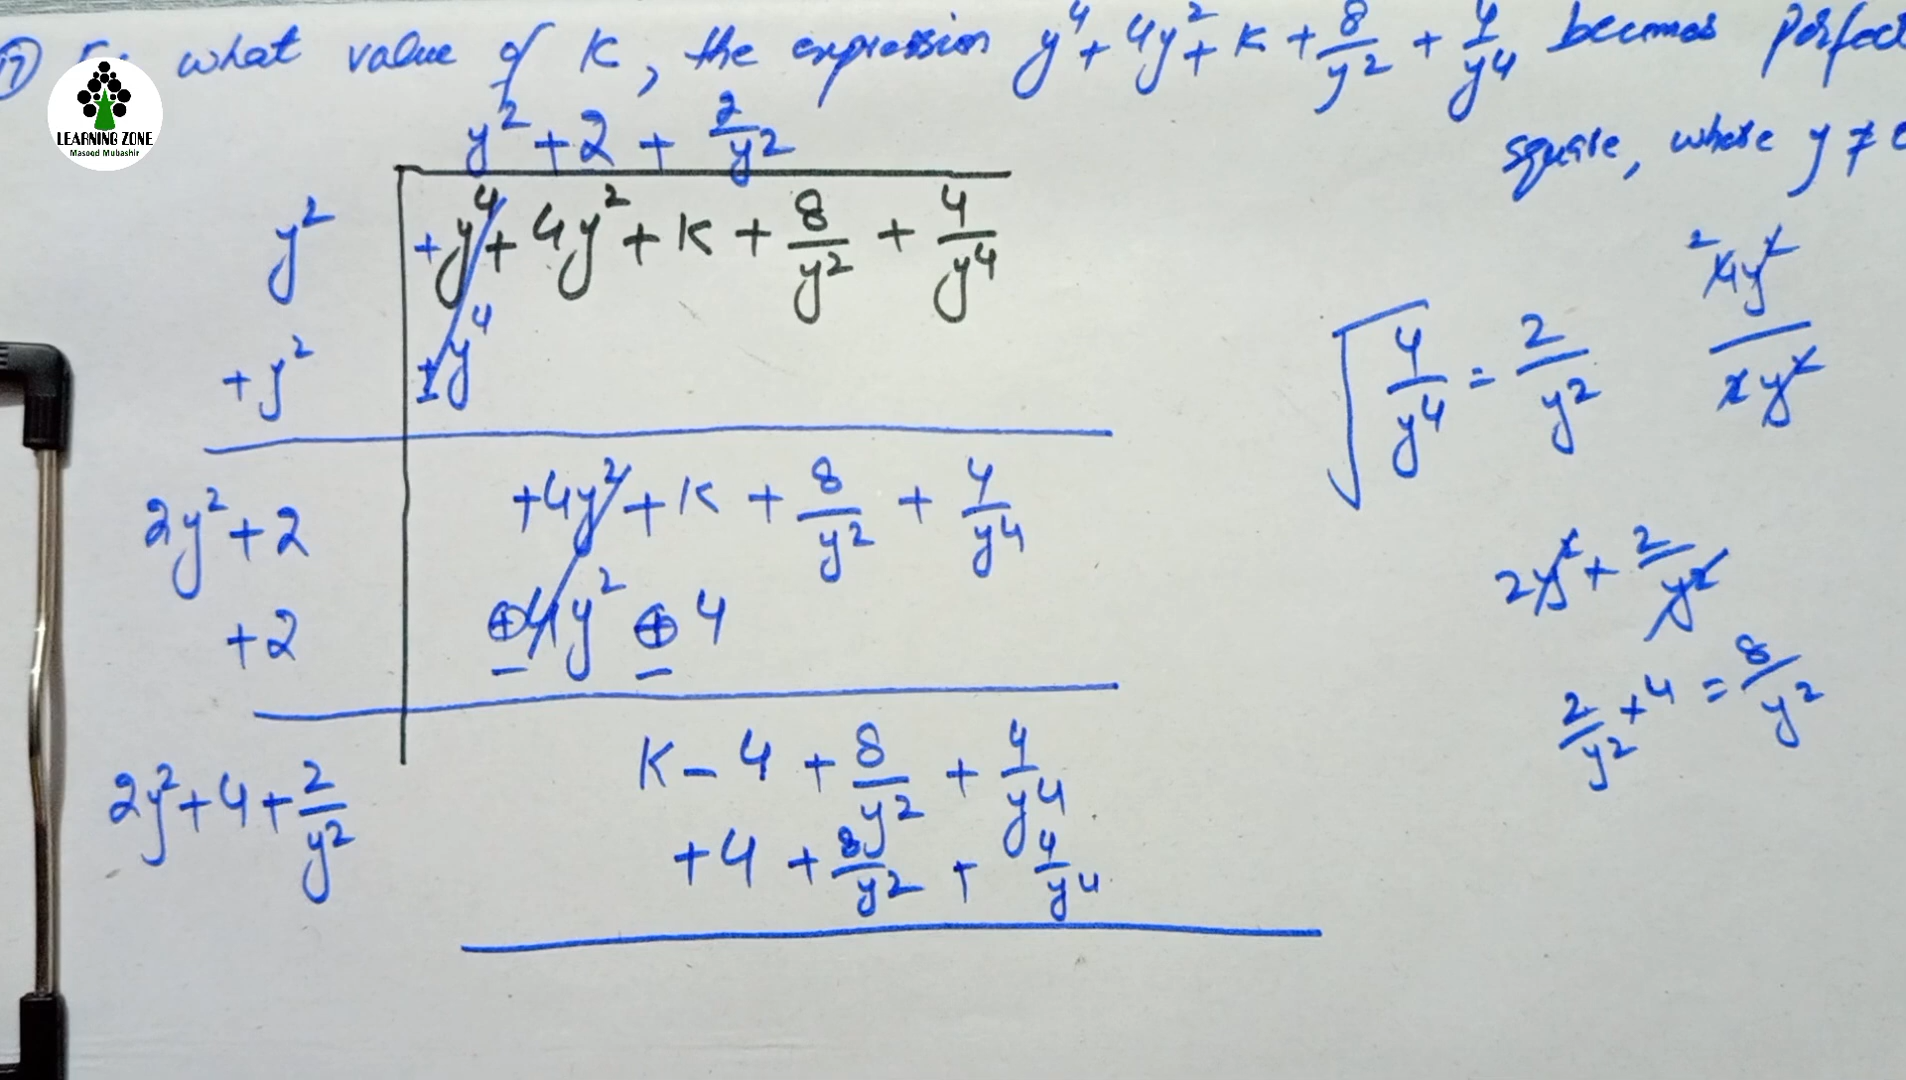 17) what value of K, the expression y⁴ + 4y² + K + 8/y² + 4/y⁴ becomes perfect
square, where y ≠
LEARNING ZONE
Masood Mubashir
y² + 2 + 2/y²
y² +y⁴ + 4y² + K + 8/y² + 4/y⁴
+y² ±y⁴
2y² + 2 +4y² + K + 8/y² + 4/y⁴
+2 ⊕4y² ⊕ 4
2y² + 4 + 2/y² K - 4 + 8/y² + 4/y⁴
+4 + 8/y² + 4/y⁴
√4/y⁴ = 2/y²
²4y²/2y²
2y² + 2/y²
2/y² + 4 = 8/y²